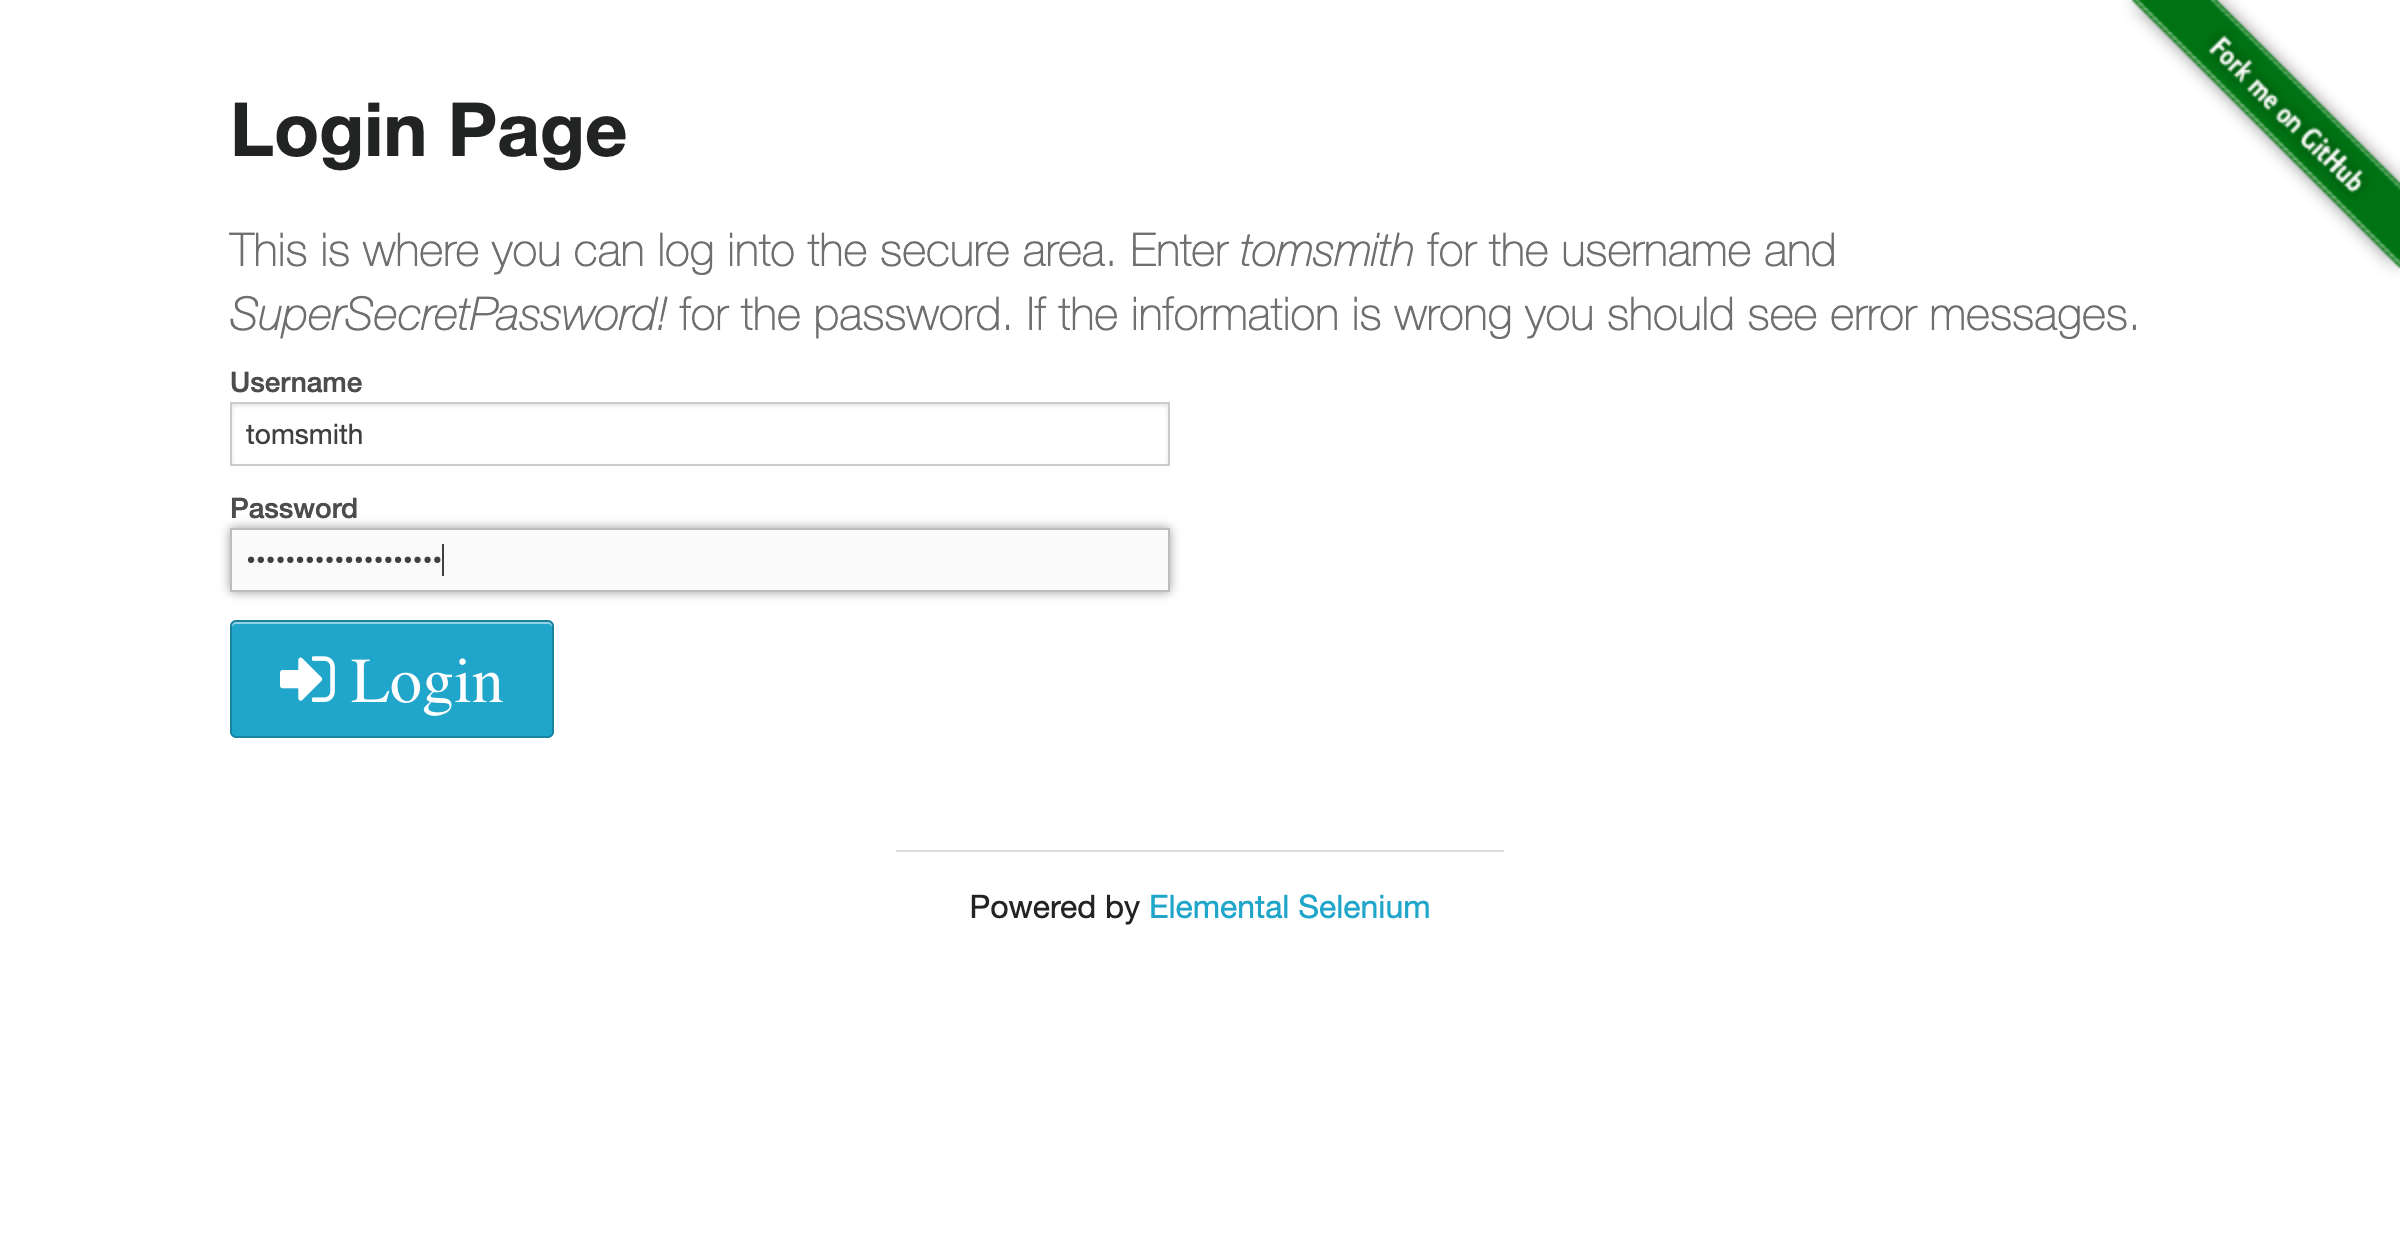 Fork me on GitHub
Login Page
This is where you can log into the secure area. Enter tomsmith for the username and
SuperSecretPassword! for the password. If the information is wrong you should see error messages.
Username
tomsmith
Password
••••••••••••••••••••
Login
Powered by Elemental Selenium